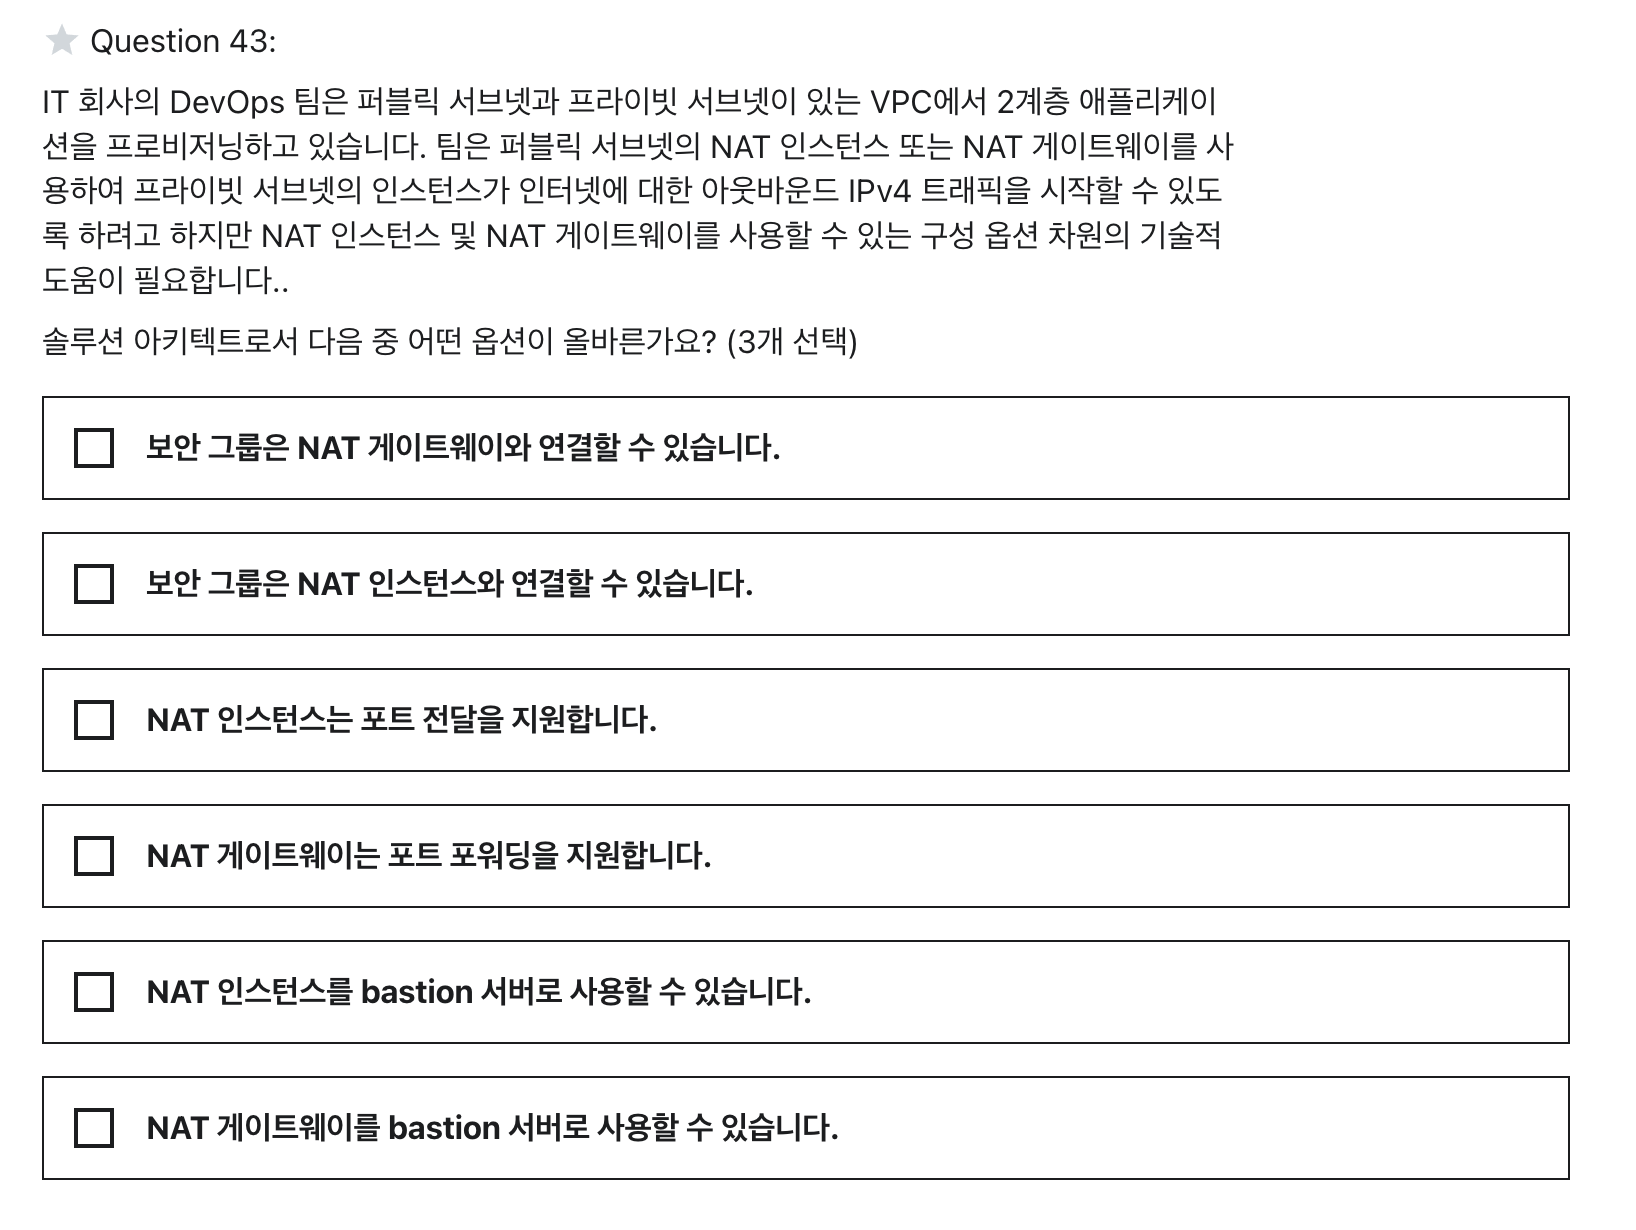 Question 43:
IT 회사의 DevOps 팀은 퍼블릭 서브넷과 프라이빗 서브넷이 있는 VPC에서 2계층 애플리케이
션을 프로비저닝하고 있습니다. 팀은 퍼블릭 서브넷의 NAT 인스턴스 또는 NAT 게이트웨이를 사
용하여 프라이빗 서브넷의 인스턴스가 인터넷에 대한 아웃바운드 IPv4 트래픽을 시작할 수 있도
록 하려고 하지만 NAT 인스턴스 및 NAT 게이트웨이를 사용할 수 있는 구성 옵션 차원의 기술적
도움이 필요합니다..
솔루션 아키텍트로서 다음 중 어떤 옵션이 올바른가요? (3개 선택)
보안 그룹은 NAT 게이트웨이와 연결할 수 있습니다.
보안 그룹은 NAT 인스턴스와 연결할 수 있습니다.
NAT 인스턴스는 포트 전달을 지원합니다.
NAT 게이트웨이는 포트 포워딩을 지원합니다.
NAT 인스턴스를 bastion 서버로 사용할 수 있습니다.
NAT 게이트웨이를 bastion 서버로 사용할 수 있습니다.